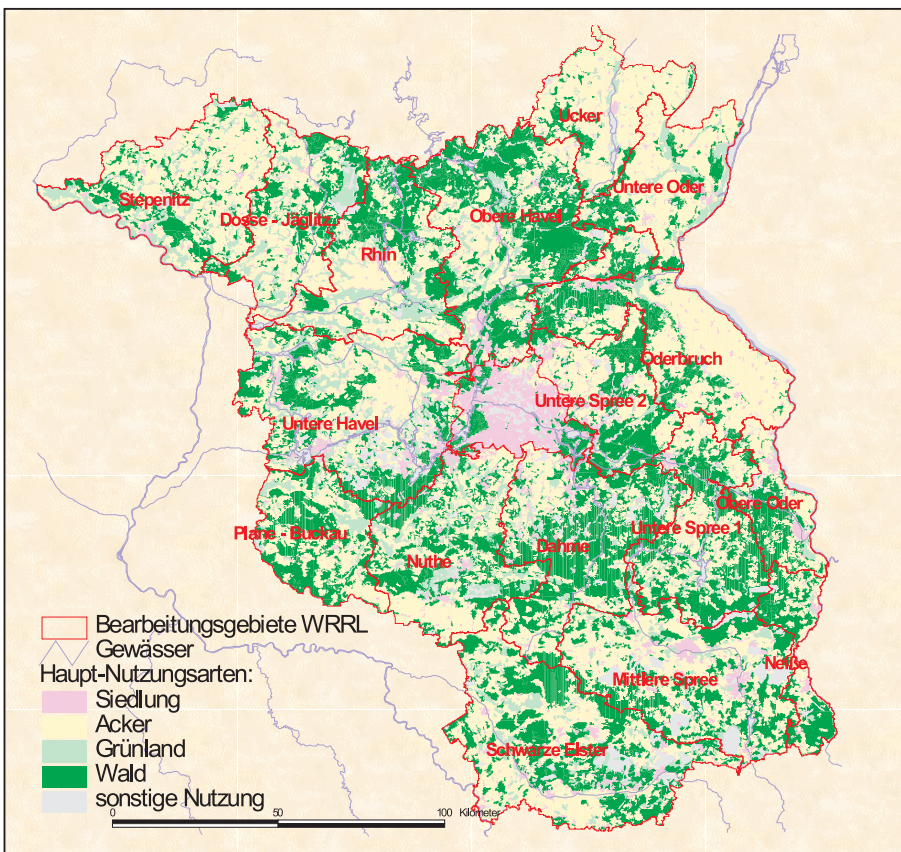 Ucker
Untere Oder
Stepenitz
Dosse - Jäglitz
Obere Havel
Rhin
Oderbruch
Untere Spree 2
Untere Havel
Obere Oder
Untere Spree 1
Plane - Buckau
Dahme
Nuthe
Neiße
Mittlere Spree
Schwarze Elster
Bearbeitungsgebiete WRRL
Gewässer
Haupt-Nutzungsarten:
Siedlung
Acker
Grünland
Wald
sonstige Nutzung
0 50 100 Kilometer